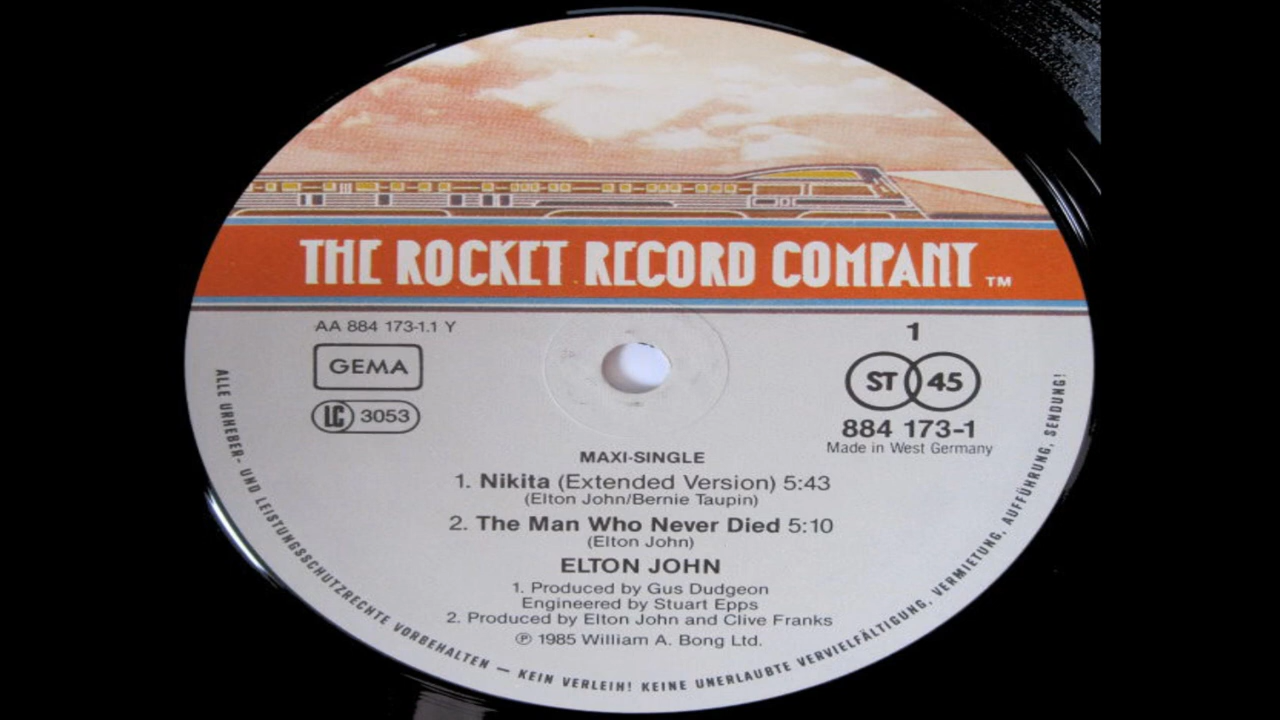 THE ROCKET RECORD COMPANY ™
AA 884 173-1.1 Y
GEMA
LC 3053
1
ST 45
884 173-1
Made in West Germany
MAXI-SINGLE
1. Nikita (Extended Version) 5:43
(Elton John/Bernie Taupin)
2. The Man Who Never Died 5:10
(Elton John)
ELTON JOHN
1. Produced by Gus Dudgeon
Engineered by Stuart Epps
2. Produced by Elton John and Clive Franks
℗ 1985 William A. Bong Ltd.
ALLE URHEBER- UND LEISTUNGSSCHUTZRECHTE VORBEHALTEN — KEIN VERLEIH! KEINE UNERLAUBTE VERVIELFÄLTIGUNG, VERMIETUNG, AUFFÜHRUNG, SENDUNG!